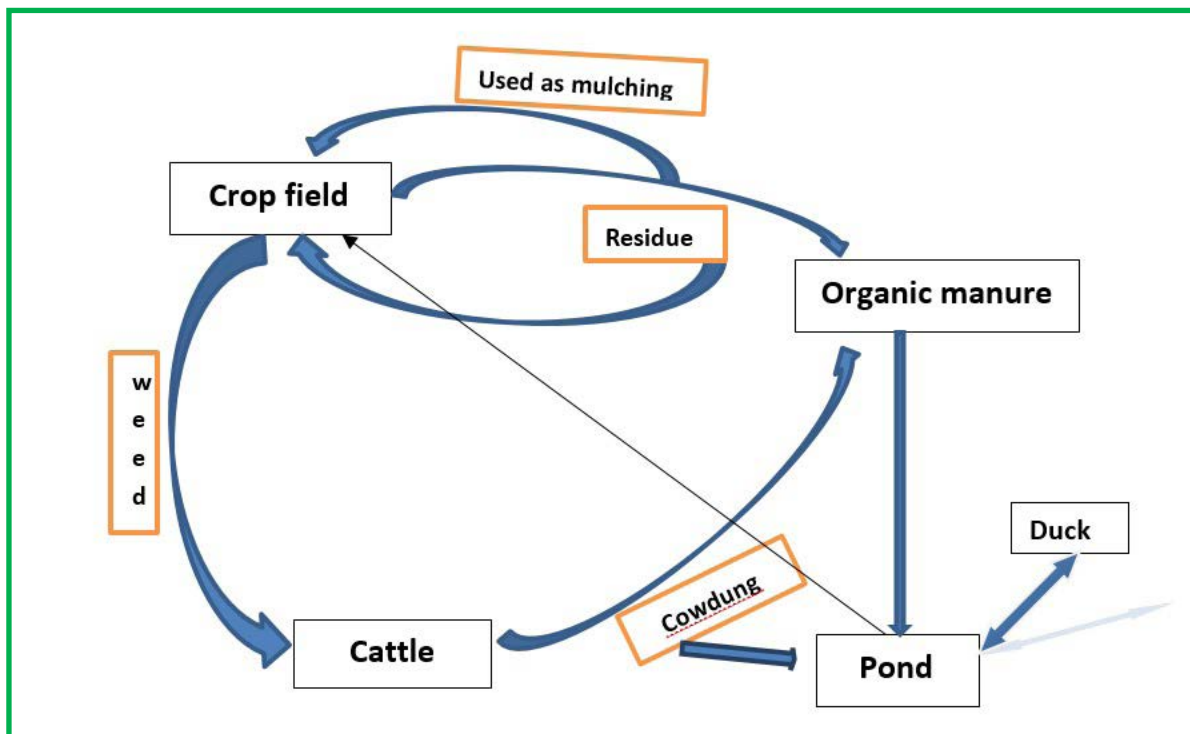 Used as mulching
Crop field
Residue
Organic manure
w
e
e
d
Duck
Cowdung
Cattle
Pond